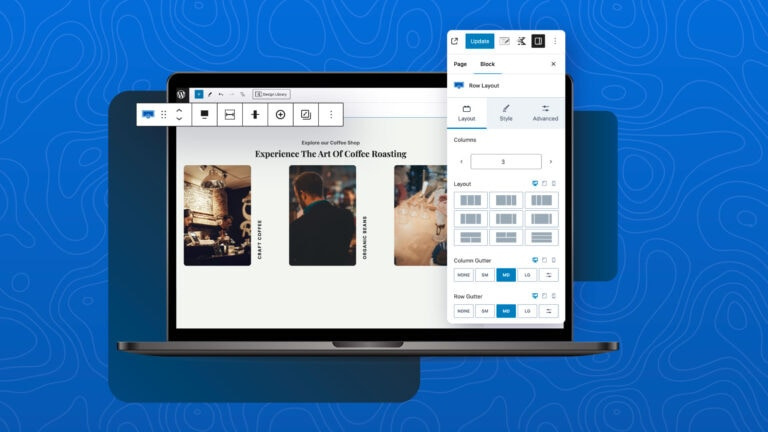 Update
Page Block
Row Layout
Design Library
Layout Style Advanced
Explore our Coffee Shop
Experience The Art Of Coffee Roasting
Columns
3
Layout
CRAFT COFFEE
ORGANIC BEANS
Column Gutter
NONE SM MD LG
Row Gutter
NONE SM MD LG